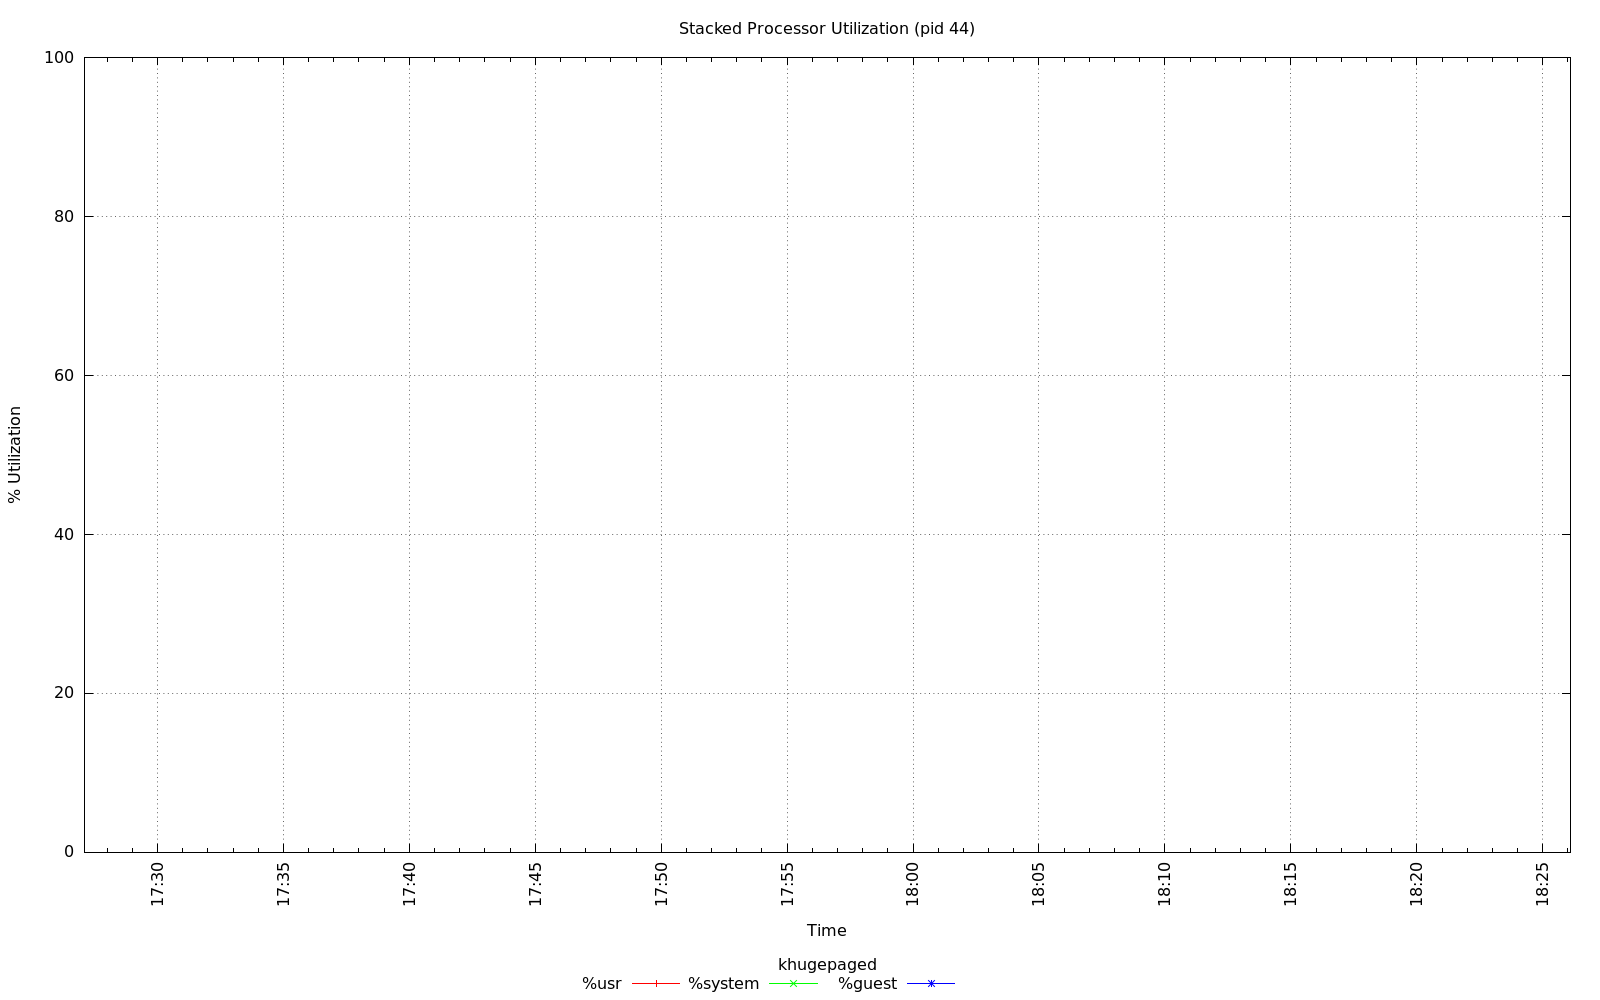 Stacked Processor Utilization (pid 44)
100
80
60
40
20
0
% Utilization
17:30 17:35 17:40 17:45 17:50 17:55 18:00 18:05 18:10 18:15 18:20 18:25
Time
khugepaged
%usr %system %guest